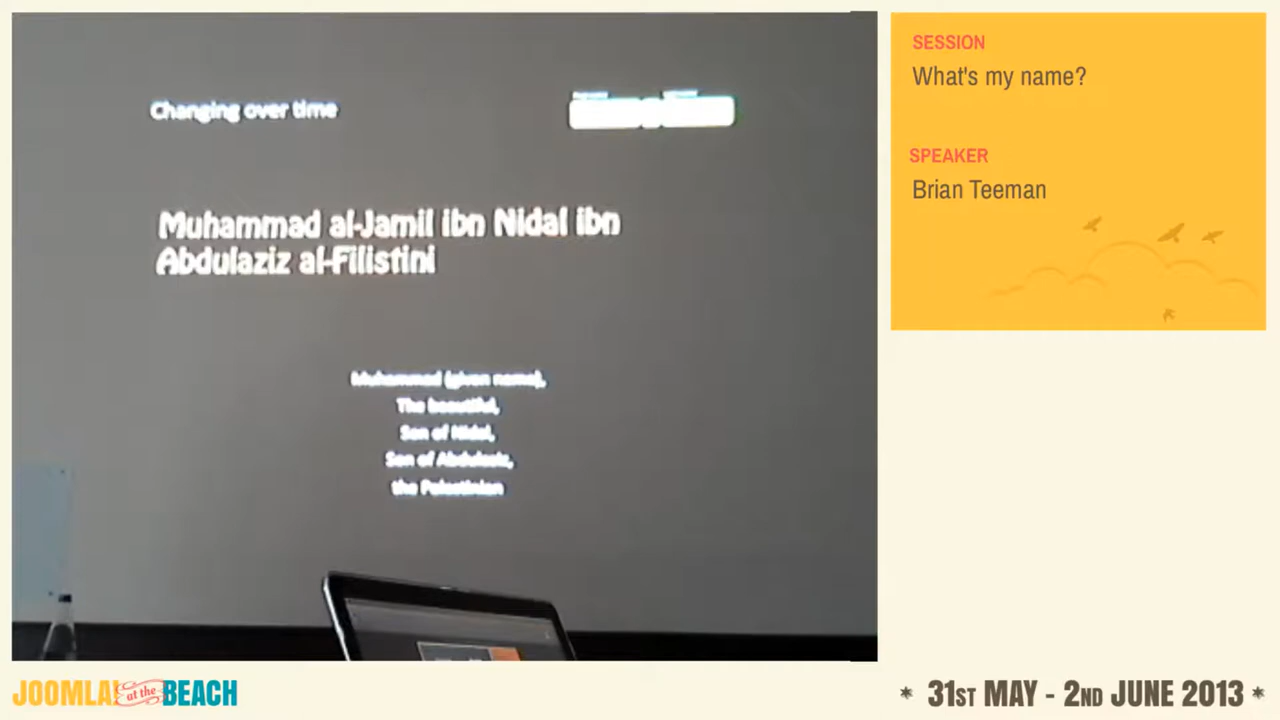 Changing over time
Muhammad al-Jamil ibn Nidal ibn
Abdulaziz al-Filistini
Muhammad (given name),
The beautiful,
Son of Nidal,
Son of Abdulaziz,
the Palestinian
SESSION
What's my name?
SPEAKER
Brian Teeman
JOOMLA! at the BEACH
* 31ST MAY - 2ND JUNE 2013 *